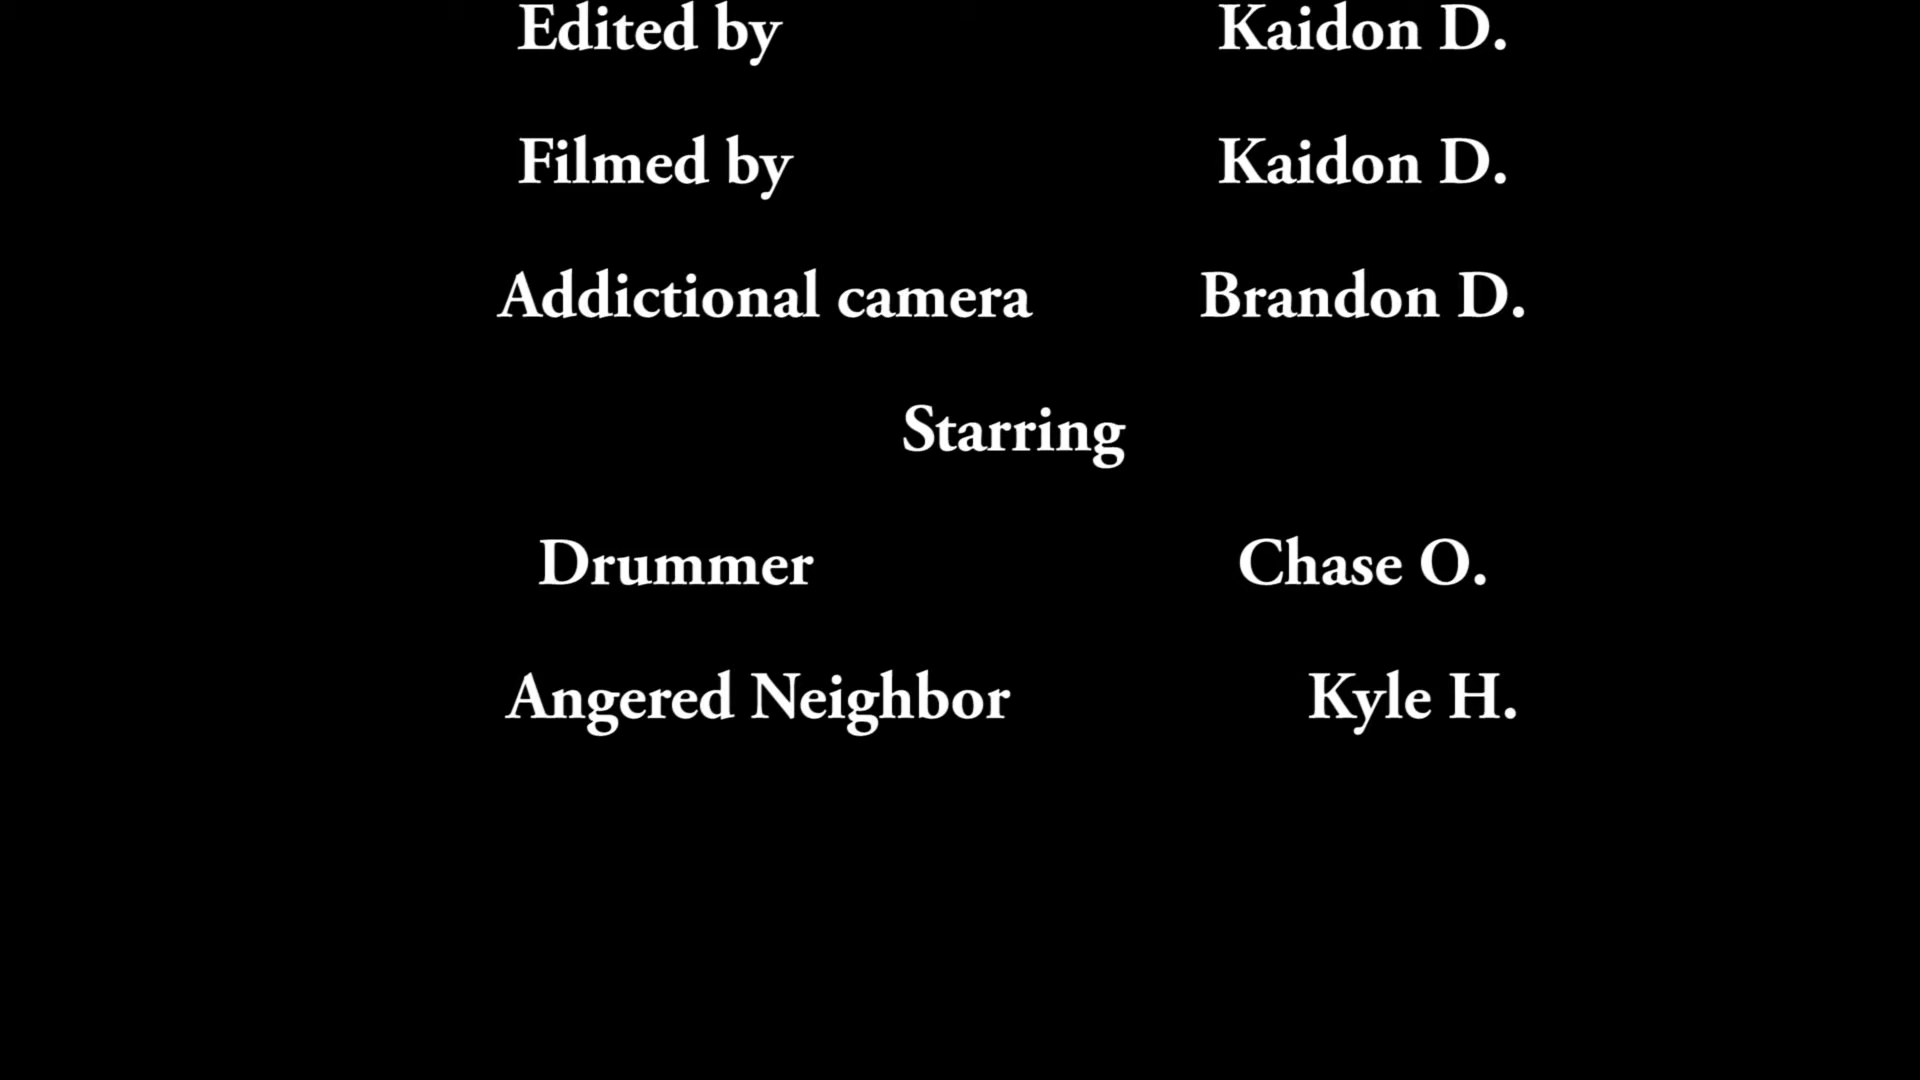 Edited by Kaidon D.
Filmed by Kaidon D.
Addictional camera Brandon D.
Starring
Drummer Chase O.
Angered Neighbor Kyle H.